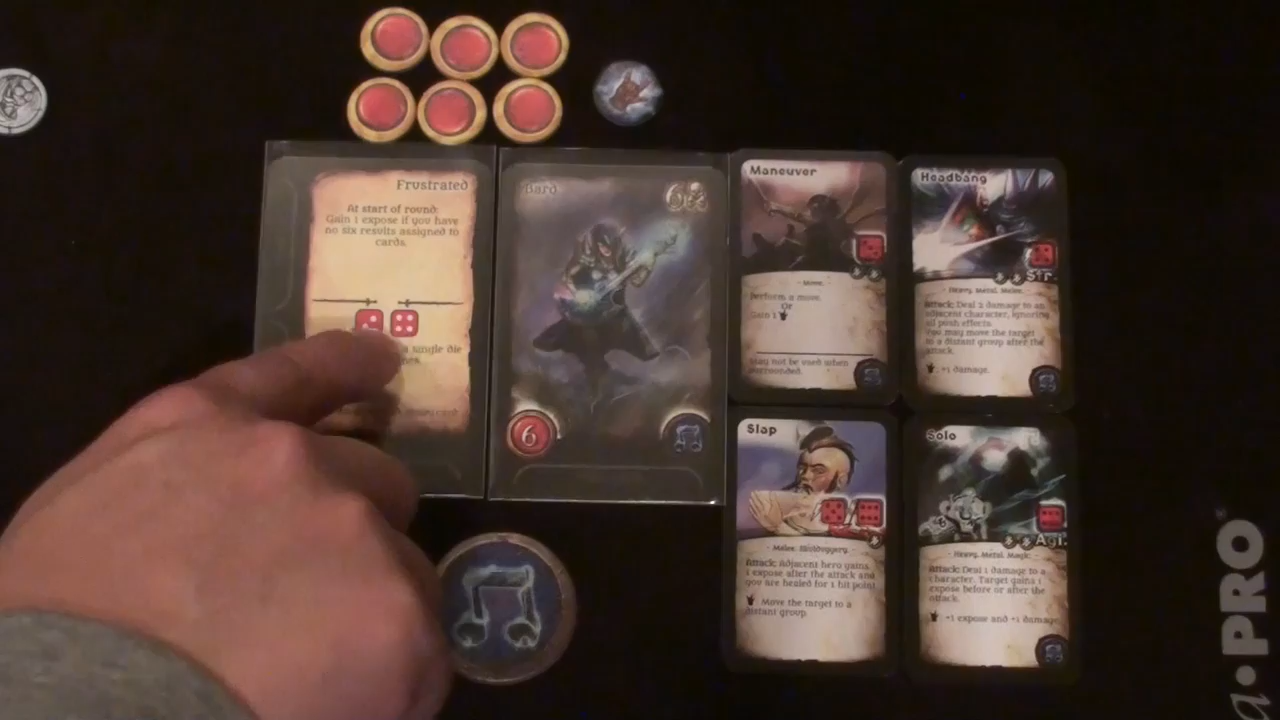 Frustrated
At start of round:
Gain 1 expose if you have
no six results assigned to
cards.
a single die
Bard
6
Maneuver
- Move. -
Perform a move.
Or
Gain 1
May not be used when
surrounded.
Headbang
Str.
- Heavy. Metal. Melee. -
Attack: Deal 2 damage to an
adjacent character, ignoring
all push effects.
You may move the target
to a distant group after the
attack.
: +1 damage.
Slap
- Melee. Skullduggery. -
Attack: Adjacent hero gains
1 expose after the attack and
you are healed for 1 hit point
: Move the target to a
distant group.
Solo
Agi.
- Heavy. Metal. Magic. -
Attack: Deal 1 damage to a
character. Target gains 1
expose before or after the
attack.
: +1 expose and +1 damage.
a•PRO®